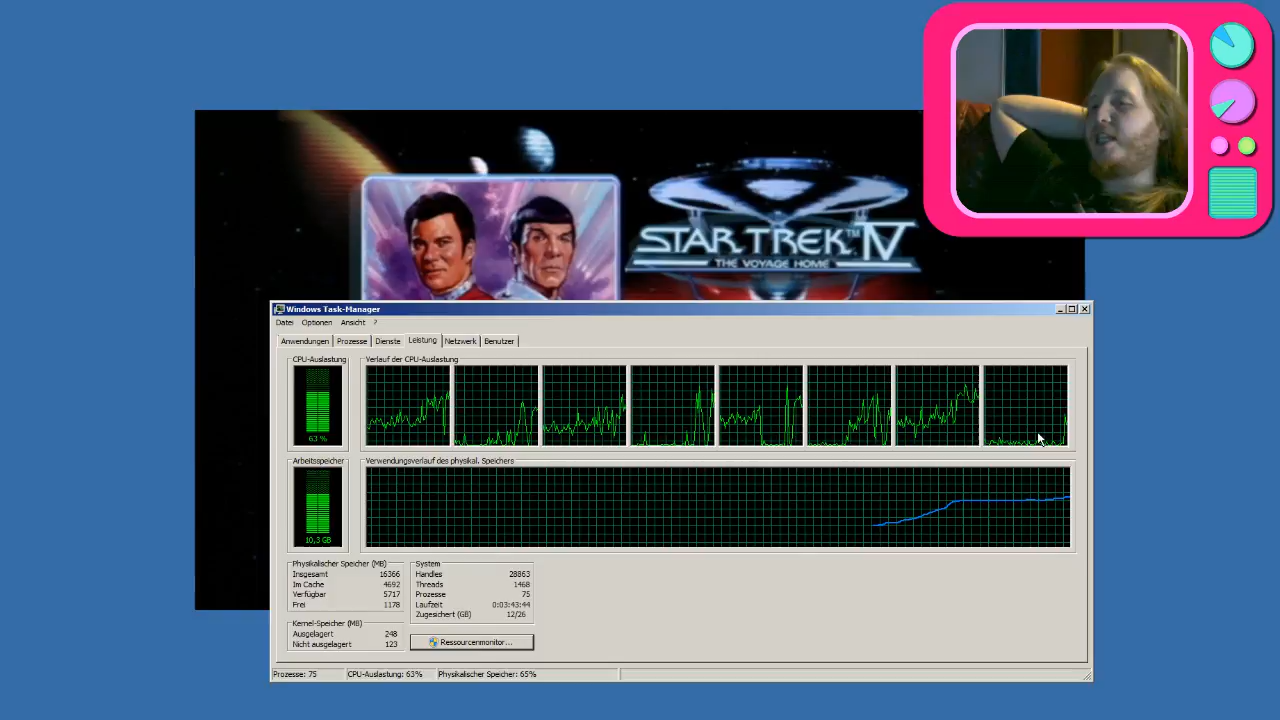 STAR TREK IV
THE VOYAGE HOME
Windows Task-Manager
Datei Optionen Ansicht ?
Anwendungen Prozesse Dienste Leistung Netzwerk Benutzer
CPU-Auslastung
63 %
Verlauf der CPU-Auslastung
Arbeitsspeicher
10,3 GB
Verwendungsverlauf des physikal. Speichers
Physikalischer Speicher (MB)
Insgesamt 16366
Im Cache 4692
Verfügbar 5717
Frei 1178
Kernel-Speicher (MB)
Ausgelagert 248
Nicht ausgelagert 123
System
Handles 28863
Threads 1468
Prozesse 75
Laufzeit 0:03:43:44
Zugesichert (GB) 12/26
Ressourcenmonitor...
Prozesse: 75 CPU-Auslastung: 63% Physikalischer Speicher: 65%